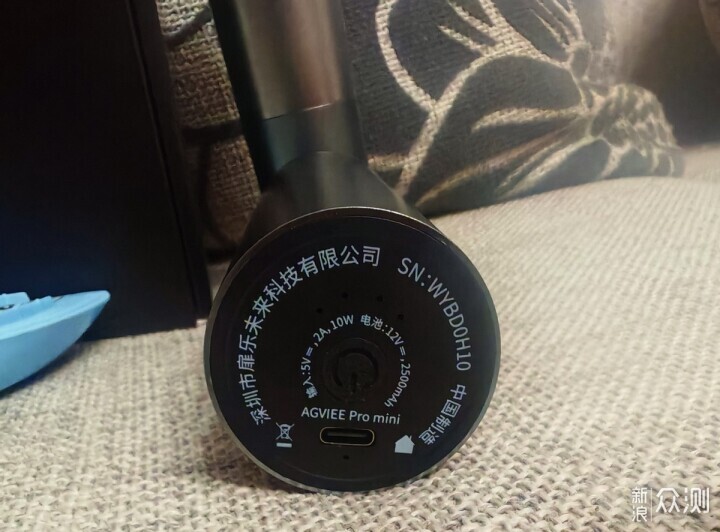 深圳市扉乐未来科技有限公司
SN:WYBD0H10
中国制造
输入:5V⎓,2A,10W
电池:12V⎓,2500mAh
AGVIEE Pro mini
新浪
众测